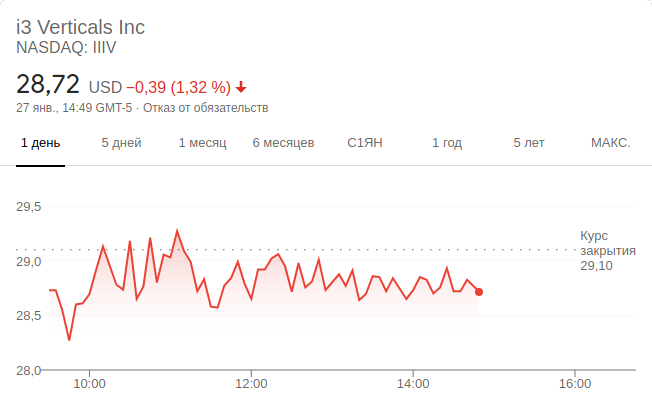 i3 Verticals Inc
NASDAQ: IIIV
28,72 USD −0,39 (1,32 %)
27 янв., 14:49 GMT-5 · Отказ от обязательств
1 день 5 дней 1 месяц 6 месяцев С1ЯН 1 год 5 лет МАКС.
29,5
Курс
закрытия
29,10
29,0
28,5
28,0
10:00 12:00 14:00 16:00